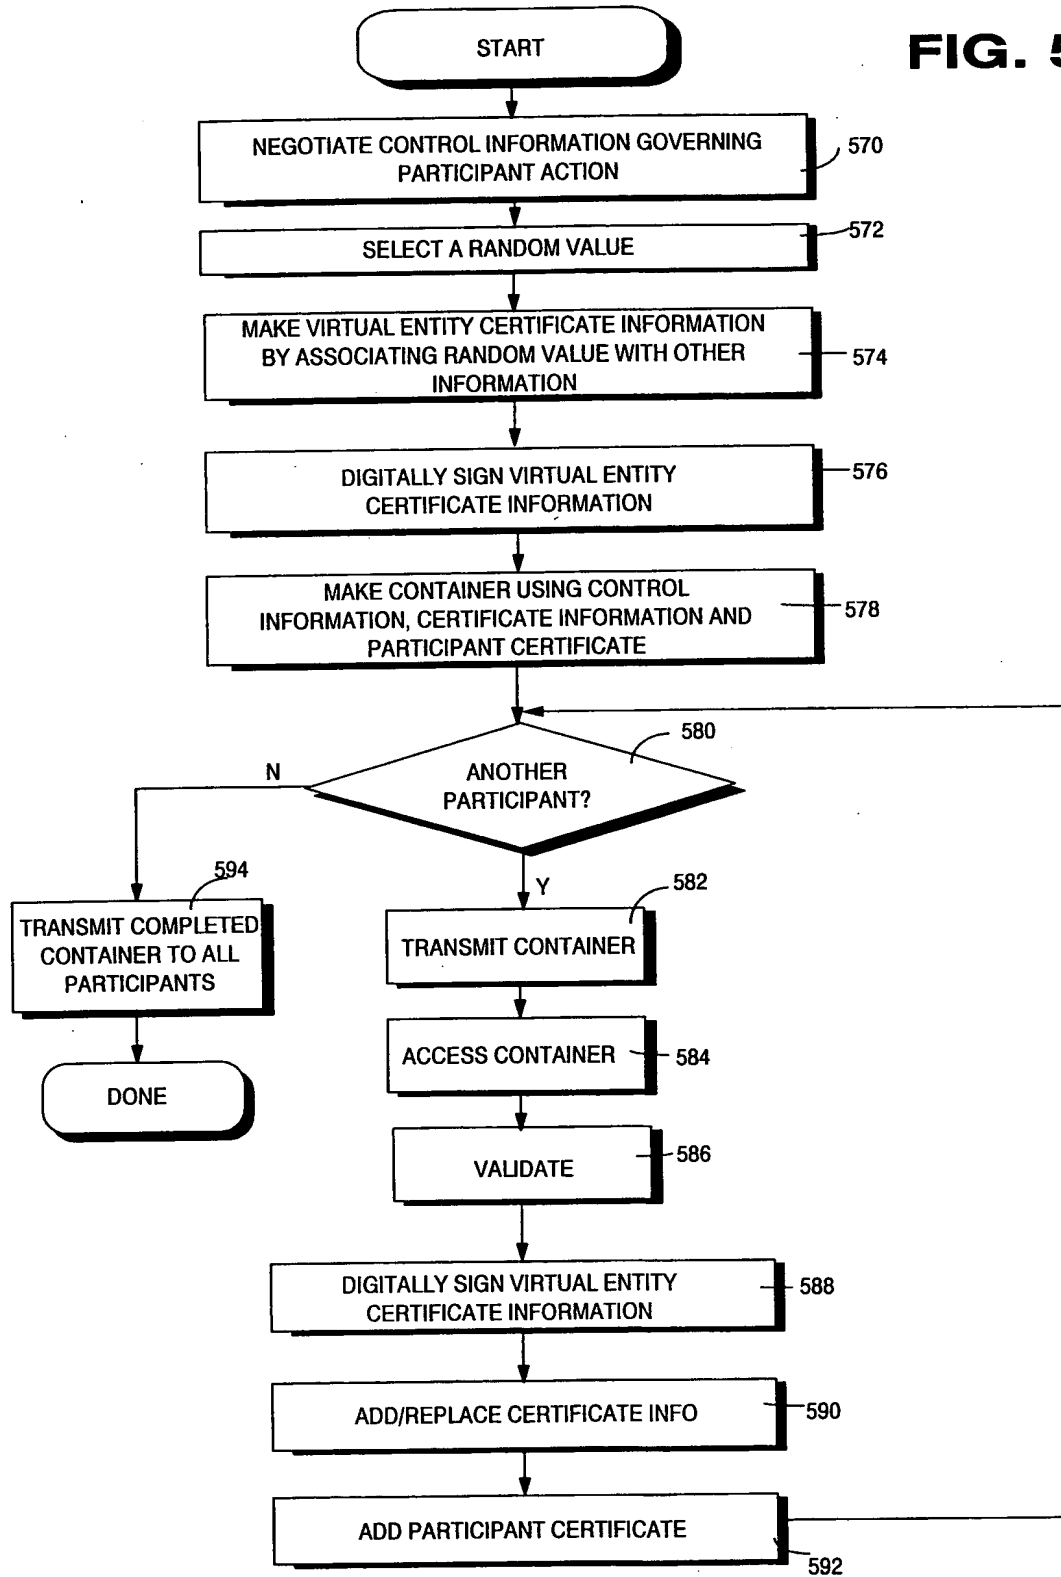 START
FIG. 5
NEGOTIATE CONTROL INFORMATION GOVERNING
PARTICIPANT ACTION
570
SELECT A RANDOM VALUE
572
MAKE VIRTUAL ENTITY CERTIFICATE INFORMATION
BY ASSOCIATING RANDOM VALUE WITH OTHER
INFORMATION
574
DIGITALLY SIGN VIRTUAL ENTITY
CERTIFICATE INFORMATION
576
MAKE CONTAINER USING CONTROL
INFORMATION, CERTIFICATE INFORMATION AND
PARTICIPANT CERTIFICATE
578
580
ANOTHER
PARTICIPANT?
N
Y
594
TRANSMIT COMPLETED
CONTAINER TO ALL
PARTICIPANTS
DONE
582
TRANSMIT CONTAINER
ACCESS CONTAINER
584
VALIDATE
586
DIGITALLY SIGN VIRTUAL ENTITY
CERTIFICATE INFORMATION
588
ADD/REPLACE CERTIFICATE INFO
590
ADD PARTICIPANT CERTIFICATE
592